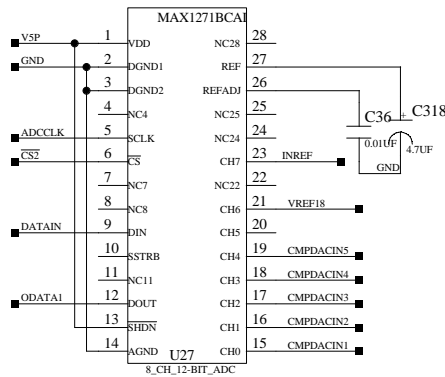 MAX1271BCAI
V5P 1 VDD NC28 28
GND 2 DGND1 REF 27
3 DGND2 REFADJ 26
4 NC4 NC25 25
ADCCLK 5 SCLK NC24 24
CS2 6 CS CH7 23 INREF
7 NC7 NC22 22
8 NC8 CH6 21 VREF18
DATAIN 9 DIN CH5 20
10 SSTRB CH4 19 CMPDACIN5
11 NC11 CH3 18 CMPDACIN4
ODATA1 12 DOUT CH2 17 CMPDACIN3
13 SHDN CH1 16 CMPDACIN2
14 AGND CH0 15 CMPDACIN1
U27
8_CH_12-BIT_ADC
C36
0.01UF
+
C318
4.7UF
GND